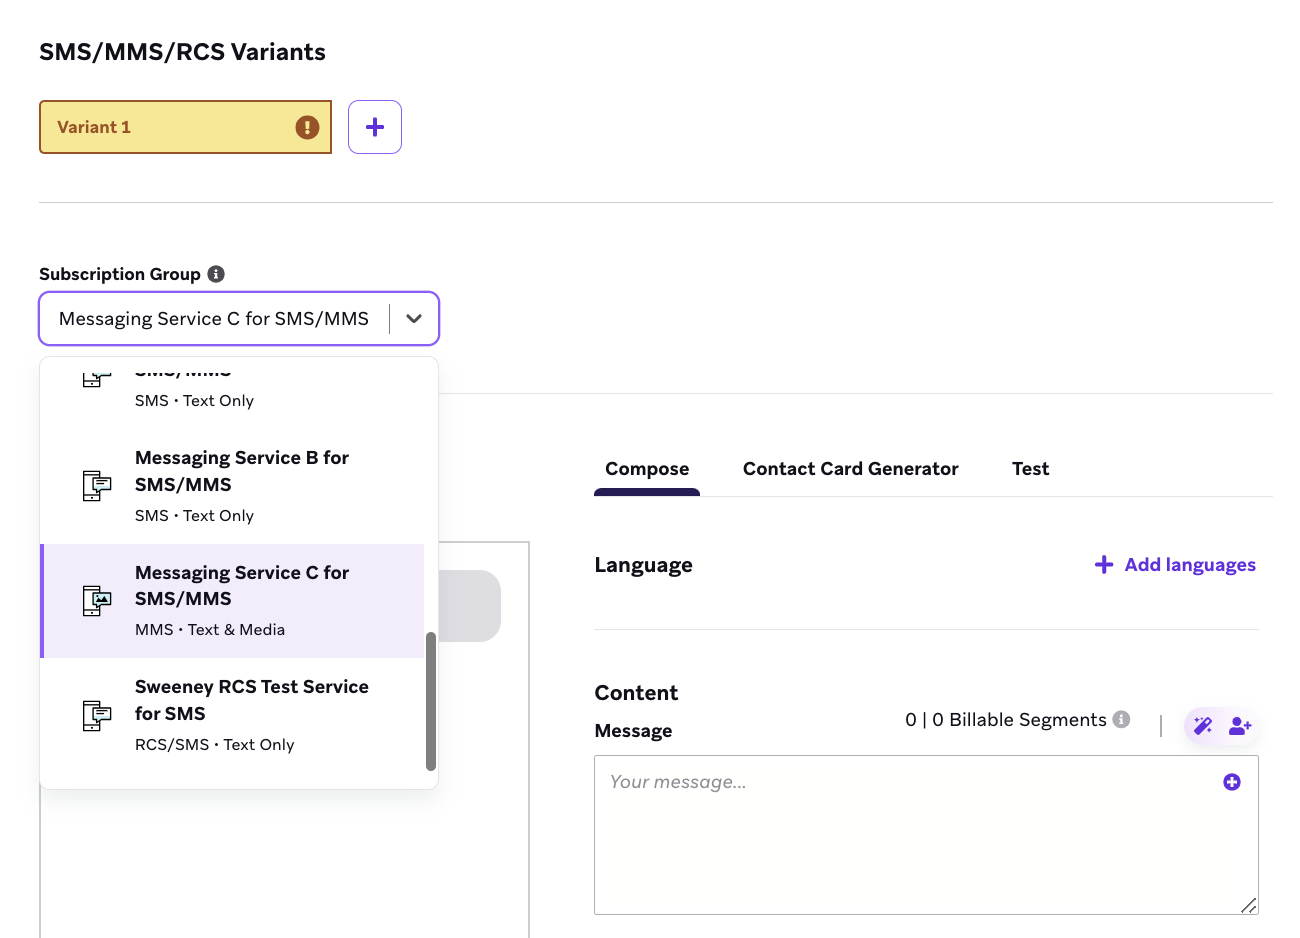 SMS/MMS/RCS Variants
Variant 1
Subscription Group
Messaging Service C for SMS/MMS
SMS/MMS
SMS • Text Only
Messaging Service B for
SMS/MMS
SMS • Text Only
Messaging Service C for
SMS/MMS
MMS • Text & Media
Sweeney RCS Test Service
for SMS
RCS/SMS • Text Only
Compose
Contact Card Generator
Test
Language
Add languages
Content
0 | 0 Billable Segments
Message
Your message...